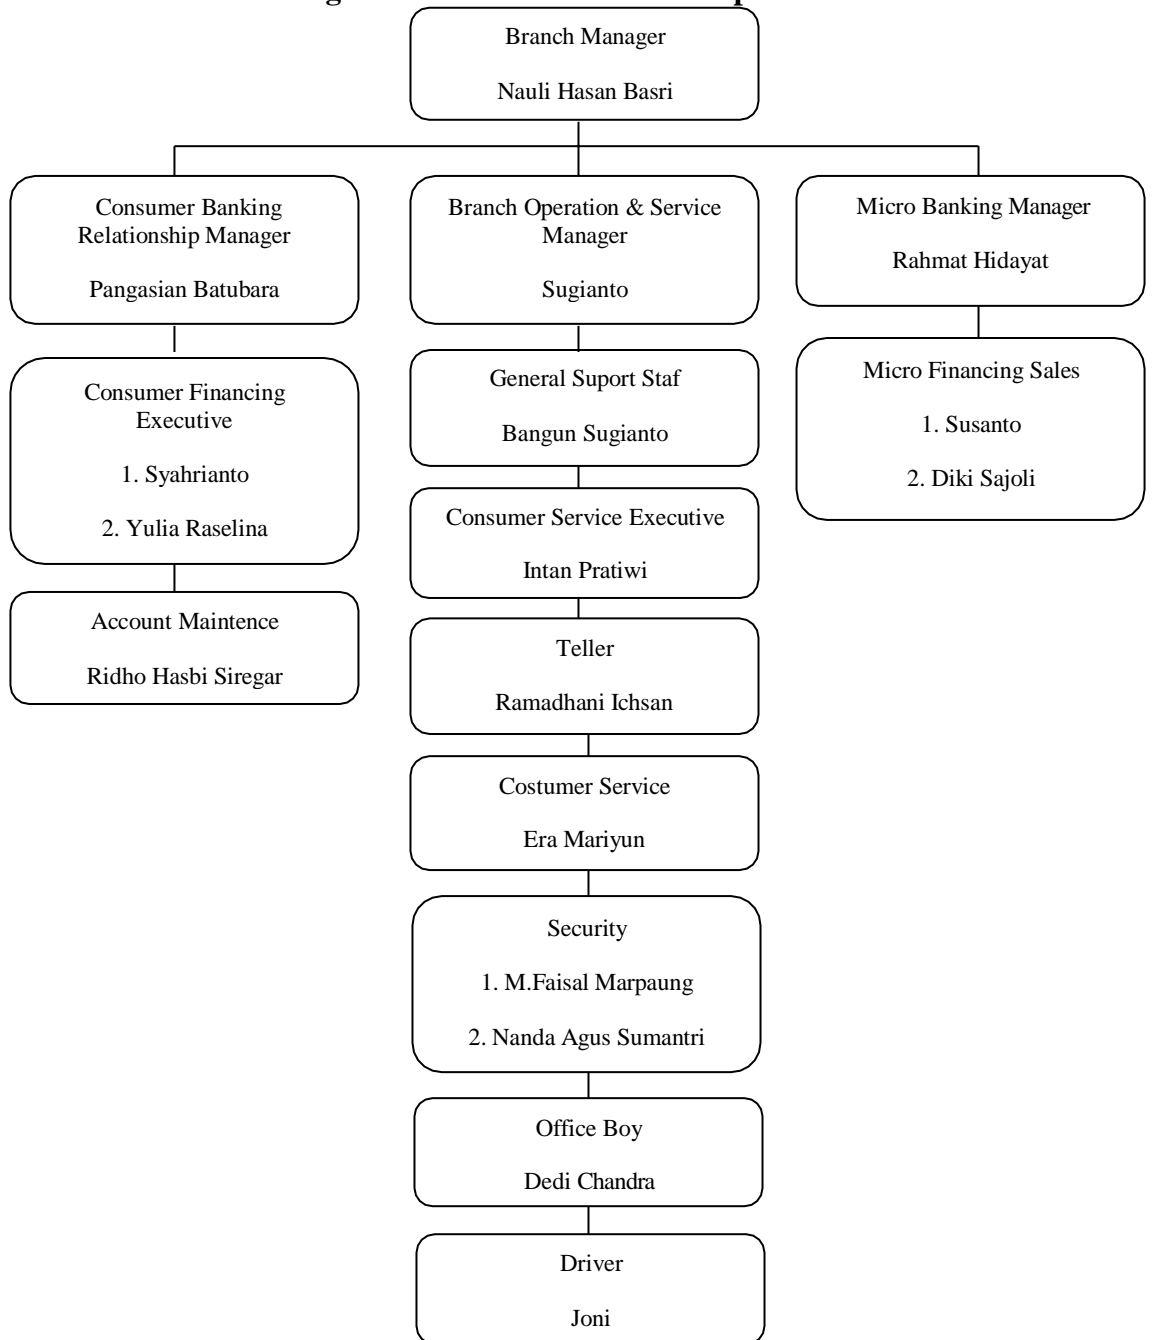 Branch Manager
Nauli Hasan Basri
Consumer Banking
Relationship Manager
Pangasian Batubara
Branch Operation & Service
Manager
Sugianto
Micro Banking Manager
Rahmat Hidayat
Consumer Financing
Executive
1. Syahrianto
2. Yulia Raselina
Account Maintence
Ridho Hasbi Siregar
General Suport Staf
Bangun Sugianto
Consumer Service Executive
Intan Pratiwi
Teller
Ramadhani Ichsan
Costumer Service
Era Mariyun
Security
1. M.Faisal Marpaung
2. Nanda Agus Sumantri
Office Boy
Dedi Chandra
Driver
Joni
Micro Financing Sales
1. Susanto
2. Diki Sajoli